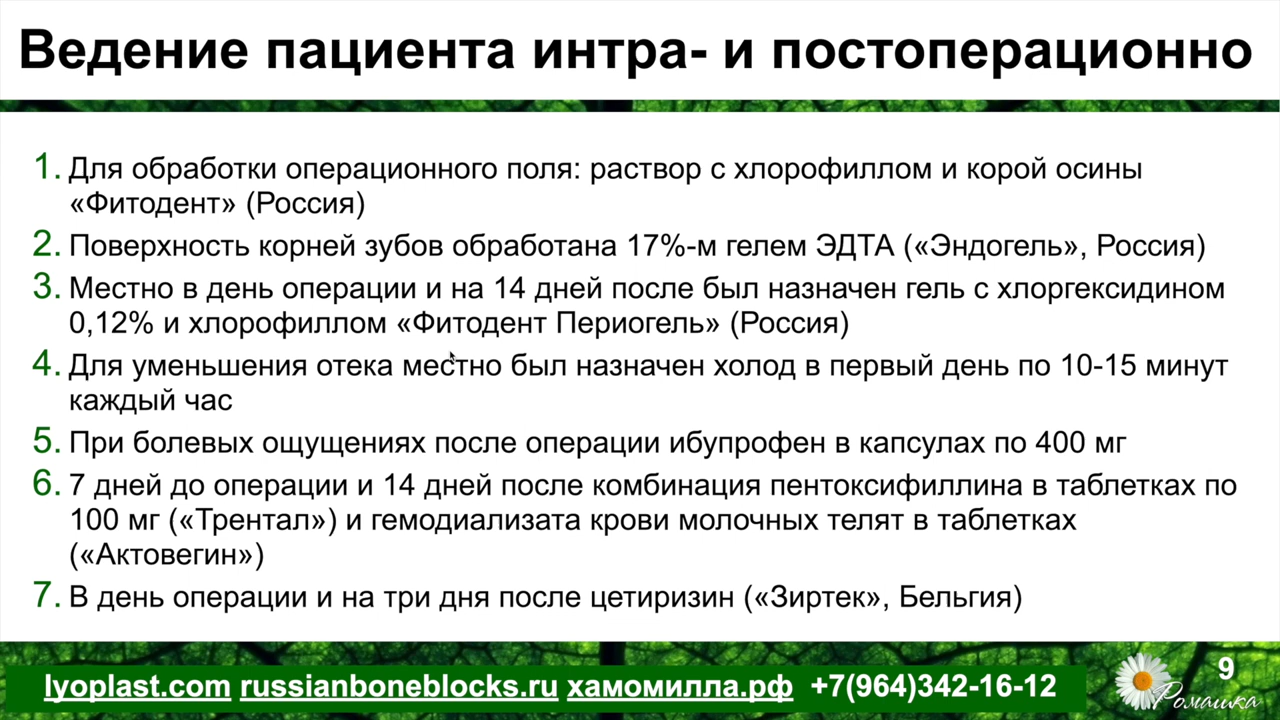 Ведение пациента интра- и постоперационно
1. Для обработки операционного поля: раствор с хлорофиллом и корой осины
«Фитодент» (Россия)
2. Поверхность корней зубов обработана 17%-м гелем ЭДТА («Эндогель», Россия)
3. Местно в день операции и на 14 дней после был назначен гель с хлоргексидином
0,12% и хлорофиллом «Фитодент Периогель» (Россия)
4. Для уменьшения отека местно был назначен холод в первый день по 10-15 минут
каждый час
5. При болевых ощущениях после операции ибупрофен в капсулах по 400 мг
6. 7 дней до операции и 14 дней после комбинация пентоксифиллина в таблетках по
100 мг («Трентал») и гемодиализата крови молочных телят в таблетках
(«Актовегин»)
7. В день операции и на три дня после цетиризин («Зиртек», Бельгия)
lyoplast.com russianboneblocks.ru хамомилла.рф +7(964)342-16-12
9
Ромашка